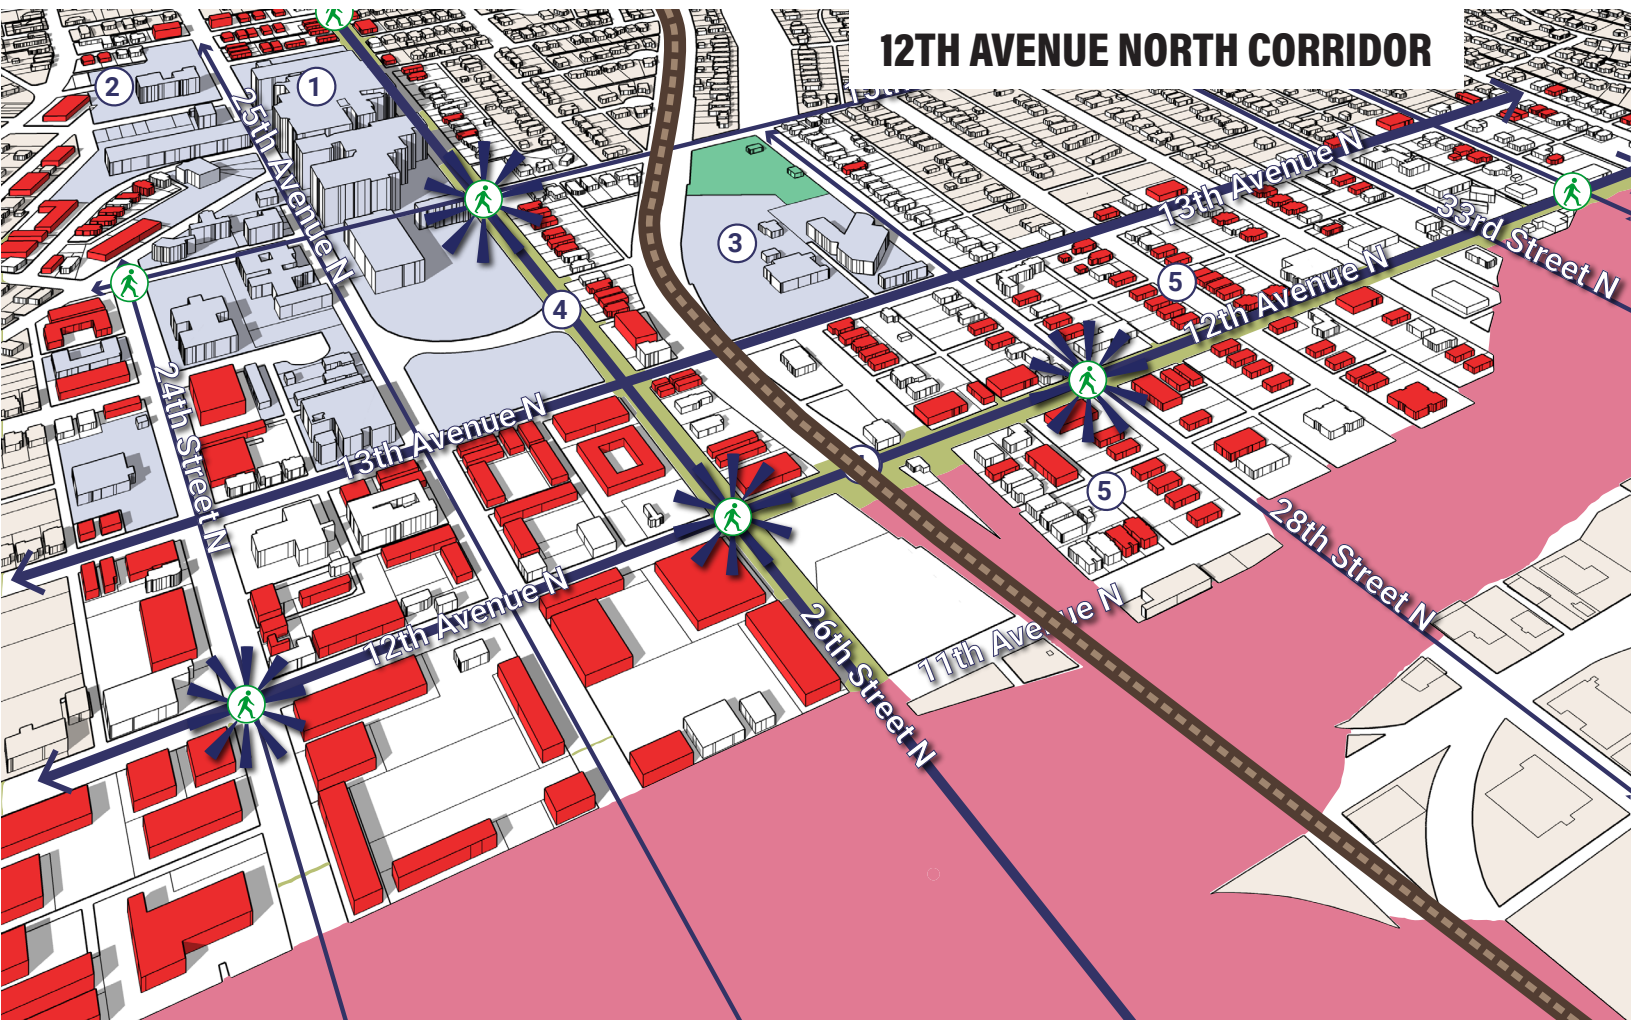 12TH AVENUE NORTH CORRIDOR
2
1
25th Avenue N
13th Avenue N
33rd Street N
3
5
12th Avenue N
4
24th Street N
13th Avenue N
5
28th Street N
12th Avenue N
11th Avenue N
26th Street N